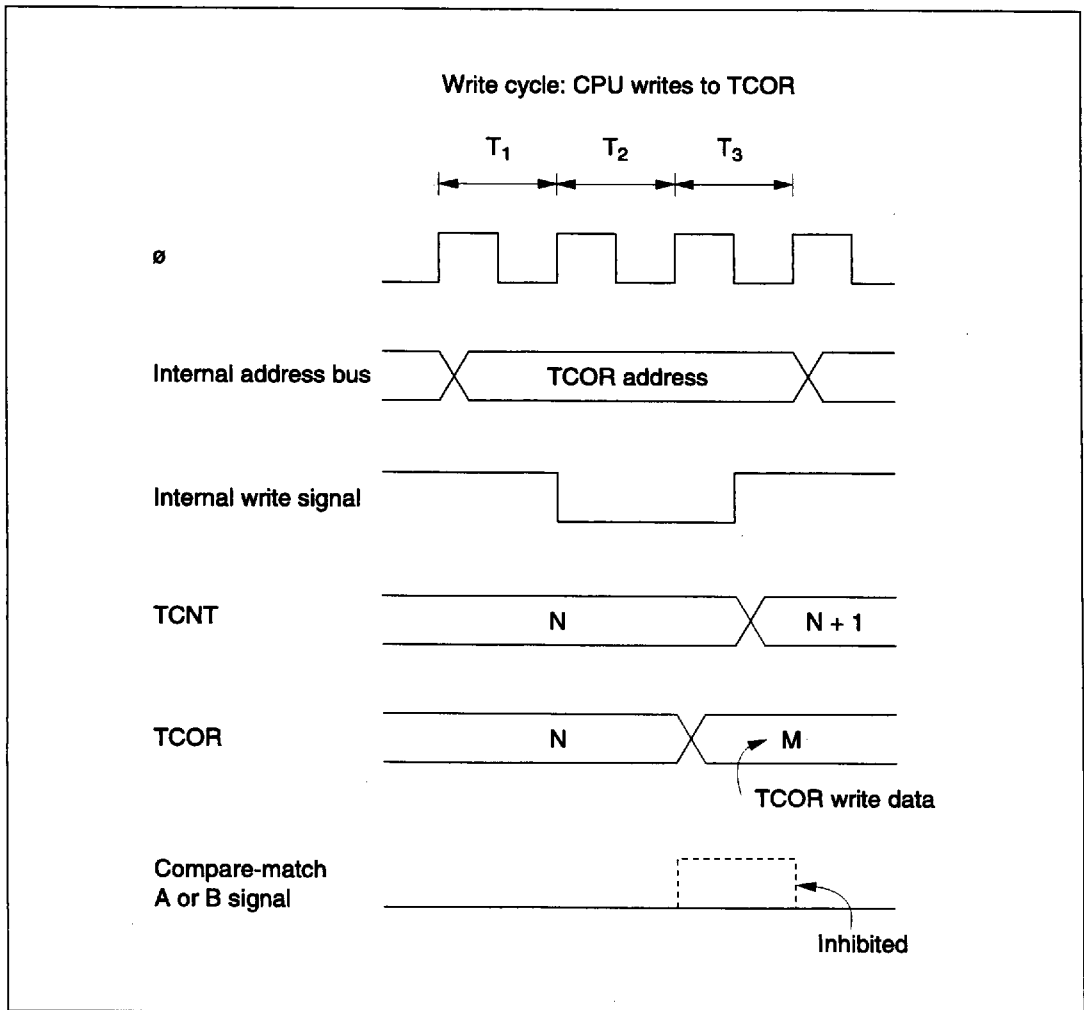 Write cycle: CPU writes to TCOR
T1 T2 T3
ø
Internal address bus
TCOR address
Internal write signal
TCNT
N
N + 1
TCOR
N
M
TCOR write data
Compare-match
A or B signal
Inhibited